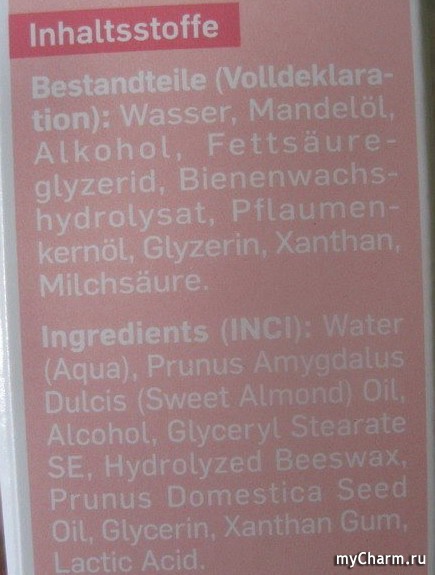 Inhaltsstoffe
Bestandteile (Volldeklara-
tion): Wasser, Mandelöl,
Alkohol, Fettsäure-
glyzerid, Bienenwachs-
hydrolysat, Pflaumen-
kernöl, Glyzerin, Xanthan,
Milchsäure.
Ingredients (INCI): Water
(Aqua), Prunus Amygdalus
Dulcis (Sweet Almond) Oil,
Alcohol, Glyceryl Stearate
SE, Hydrolyzed Beeswax,
Prunus Domestica Seed
Oil, Glycerin, Xanthan Gum,
Lactic Acid.
myCharm.ru